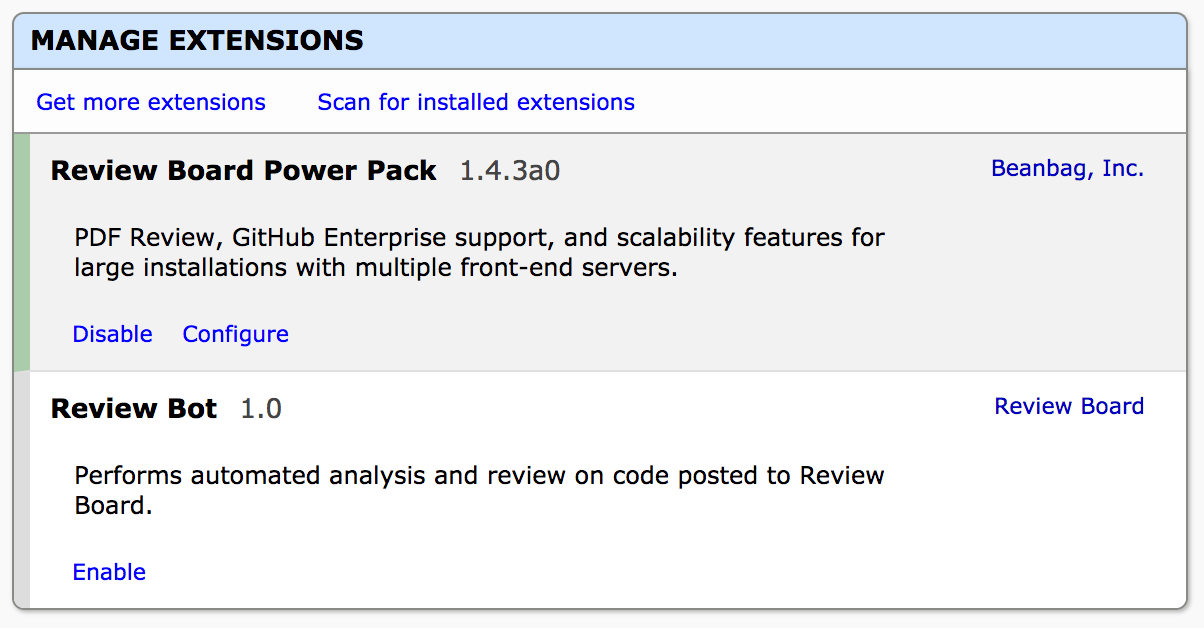 MANAGE EXTENSIONS
Get more extensions Scan for installed extensions
Review Board Power Pack 1.4.3a0 Beanbag, Inc.
PDF Review, GitHub Enterprise support, and scalability features for
large installations with multiple front-end servers.
Disable Configure
Review Bot 1.0 Review Board
Performs automated analysis and review on code posted to Review
Board.
Enable